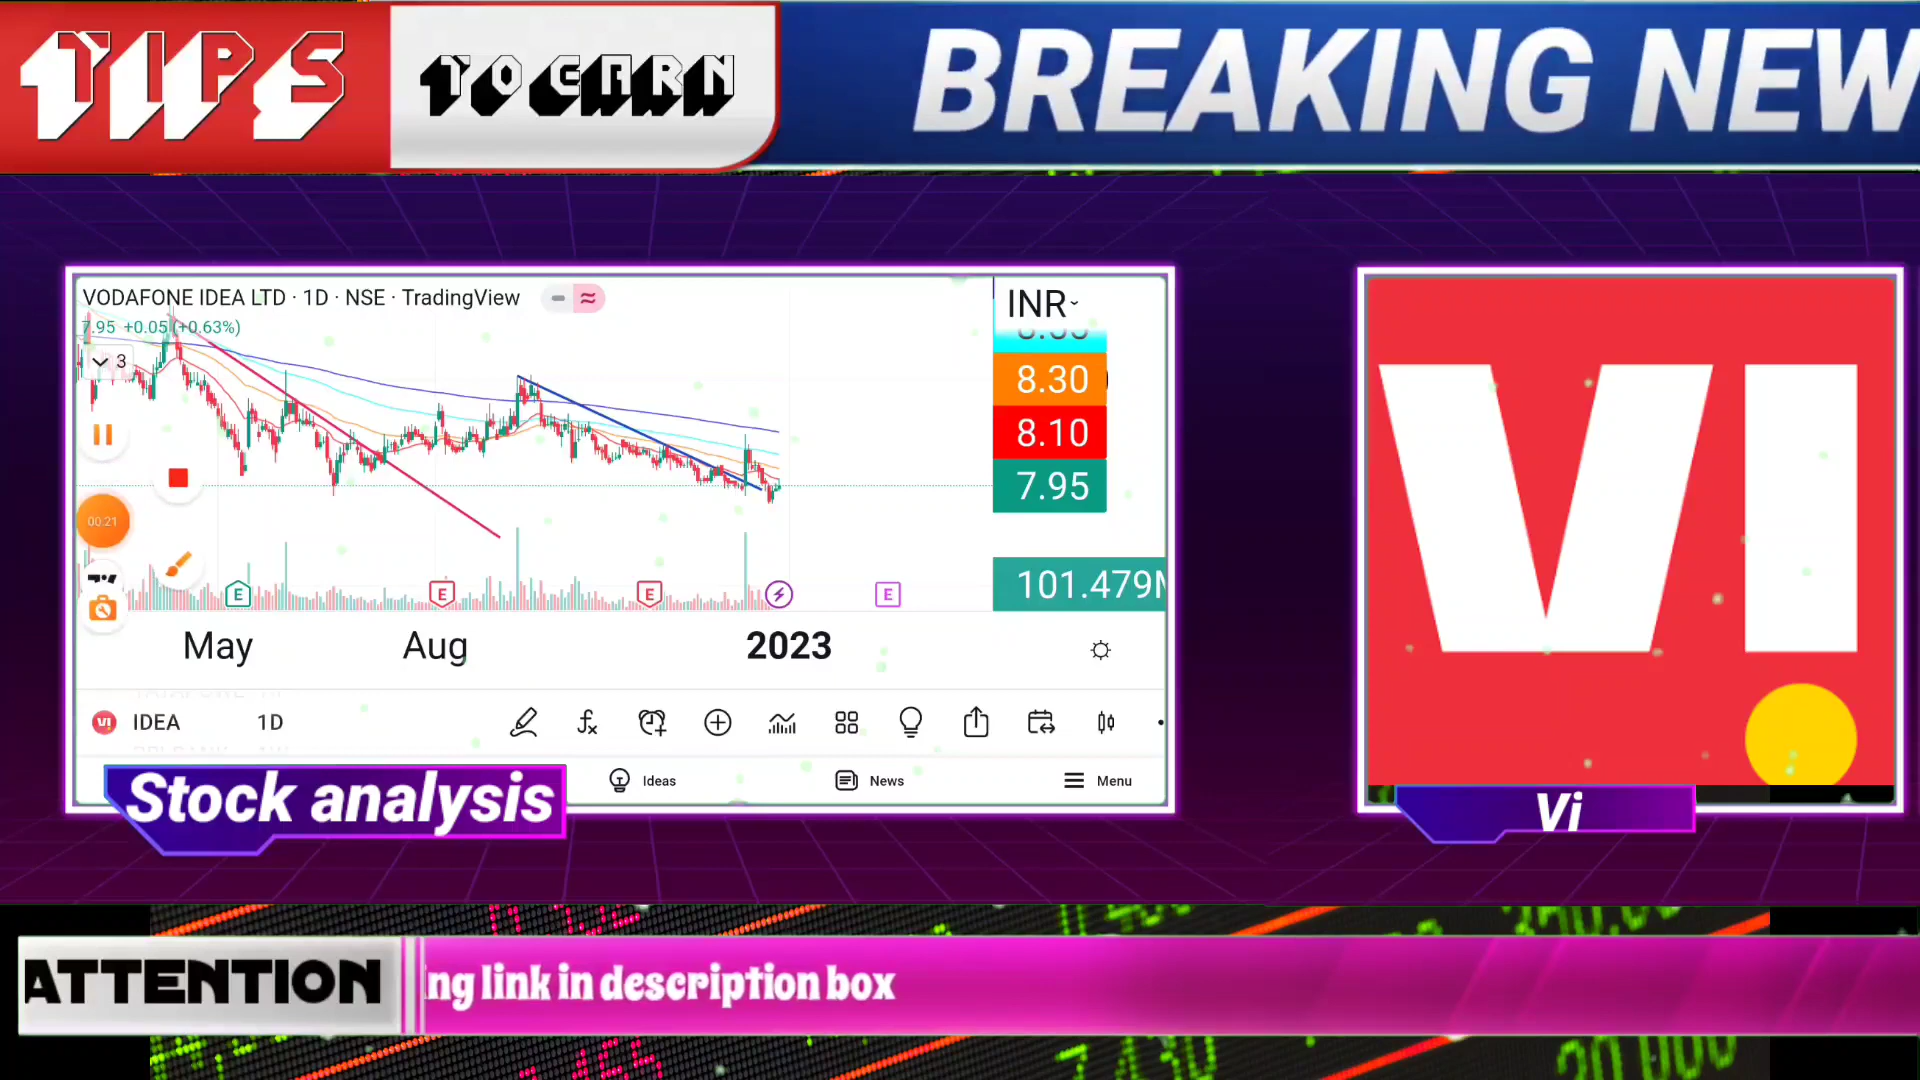 TIPS
TO EARN
BREAKING NEW
VODAFONE IDEA LTD · 1D · NSE · TradingView
7.95 +0.05 (+0.63%)
3
INR
8.30
8.10
7.95
00:21
E
E
E
E
101.479M
May
Aug
2023
VI
IDEA
1D
Ideas
News
Menu
Stock analysis
VI
Vi
ATTENTION
ng link in description box